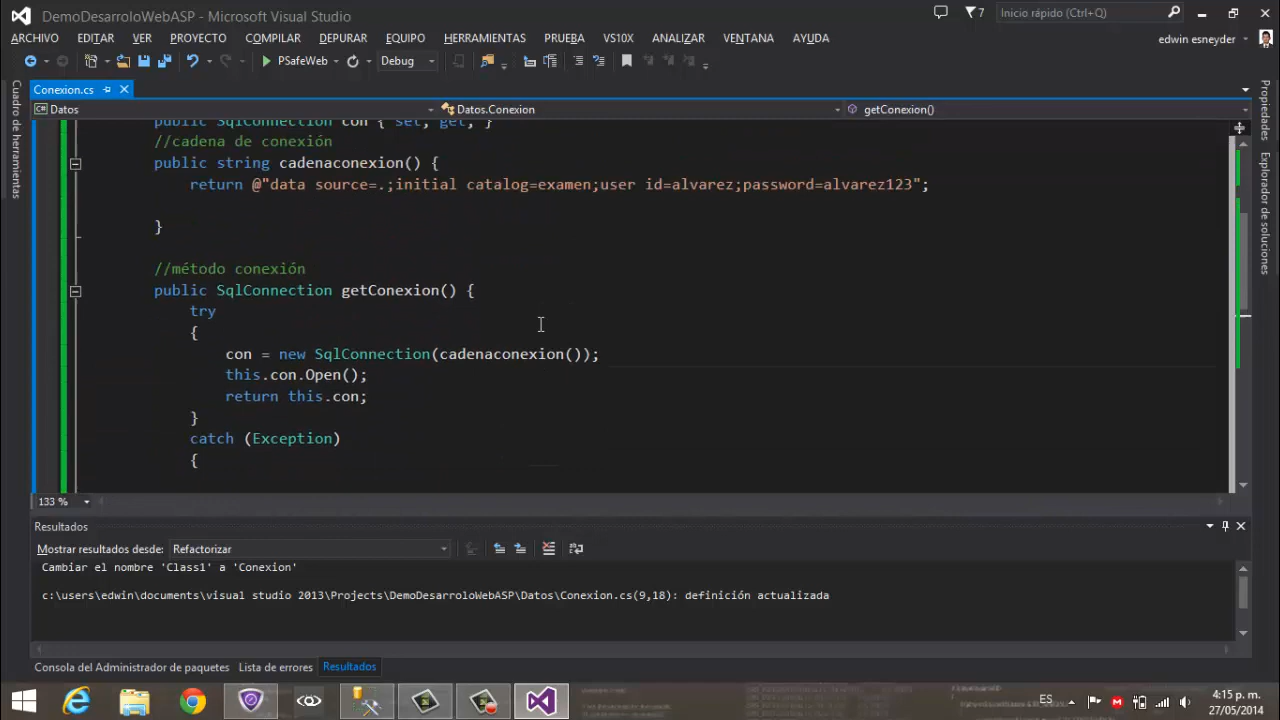 DemoDesarroloWebASP - Microsoft Visual Studio
7
Inicio rápido (Ctrl+Q)
ARCHIVO EDITAR VER PROYECTO COMPILAR DEPURAR EQUIPO HERRAMIENTAS PRUEBA VS10X ANALIZAR VENTANA AYUDA
edwin esneyder
PSafeWeb Debug
Cuadro de herramientas
Propiedades
Explorador de soluciones
Conexion.cs
Datos Datos.Conexion getConexion()
public SqlConnection con { set; get; }
//cadena de conexión
public string cadenaconexion() {
return @"data source=.;initial catalog=examen;user id=alvarez;password=alvarez123";
}
//método conexión
public SqlConnection getConexion() {
try
{
con = new SqlConnection(cadenaconexion());
this.con.Open();
return this.con;
}
catch (Exception)
{
133 %
Resultados
Mostrar resultados desde: Refactorizar
Cambiar el nombre 'Class1' a 'Conexion'
c:\users\edwin\documents\visual studio 2013\Projects\DemoDesarroloWebASP\Datos\Conexion.cs(9,18): definición actualizada
Consola del Administrador de paquetes Lista de errores Resultados
ES
4:15 p. m.
27/05/2014